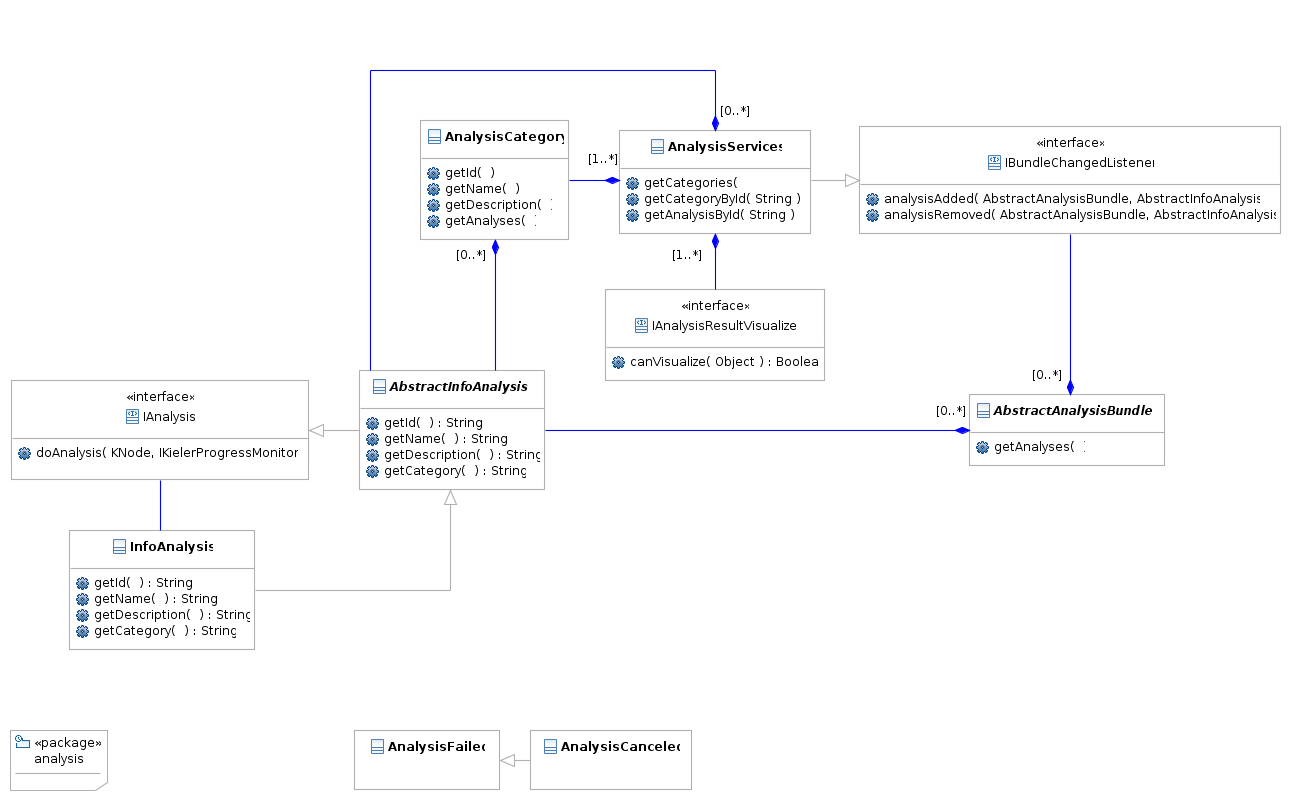 [0..*]
AnalysisCategory
getId(  )
getName(  )
getDescription(  )
getAnalyses(  )
[1..*]
AnalysisServices
getCategories(
getCategoryById( String )
getAnalysisById( String )
«interface»
IBundleChangedListener
analysisAdded( AbstractAnalysisBundle, AbstractInfoAnalysis
analysisRemoved( AbstractAnalysisBundle, AbstractInfoAnalysis
[0..*]
[1..*]
«interface»
IAnalysisResultVisualize
canVisualize( Object ) : Boolea
«interface»
IAnalysis
doAnalysis( KNode, IKielerProgressMonitor
AbstractInfoAnalysis
getId(  ) : String
getName(  ) : String
getDescription(  ) : String
getCategory(  ) : String
[0..*]
[0..*]
AbstractAnalysisBundle
getAnalyses(  )
InfoAnalysis
getId(  ) : String
getName(  ) : String
getDescription(  ) : String
getCategory(  ) : String
«package»
analysis
AnalysisFailed
AnalysisCanceled